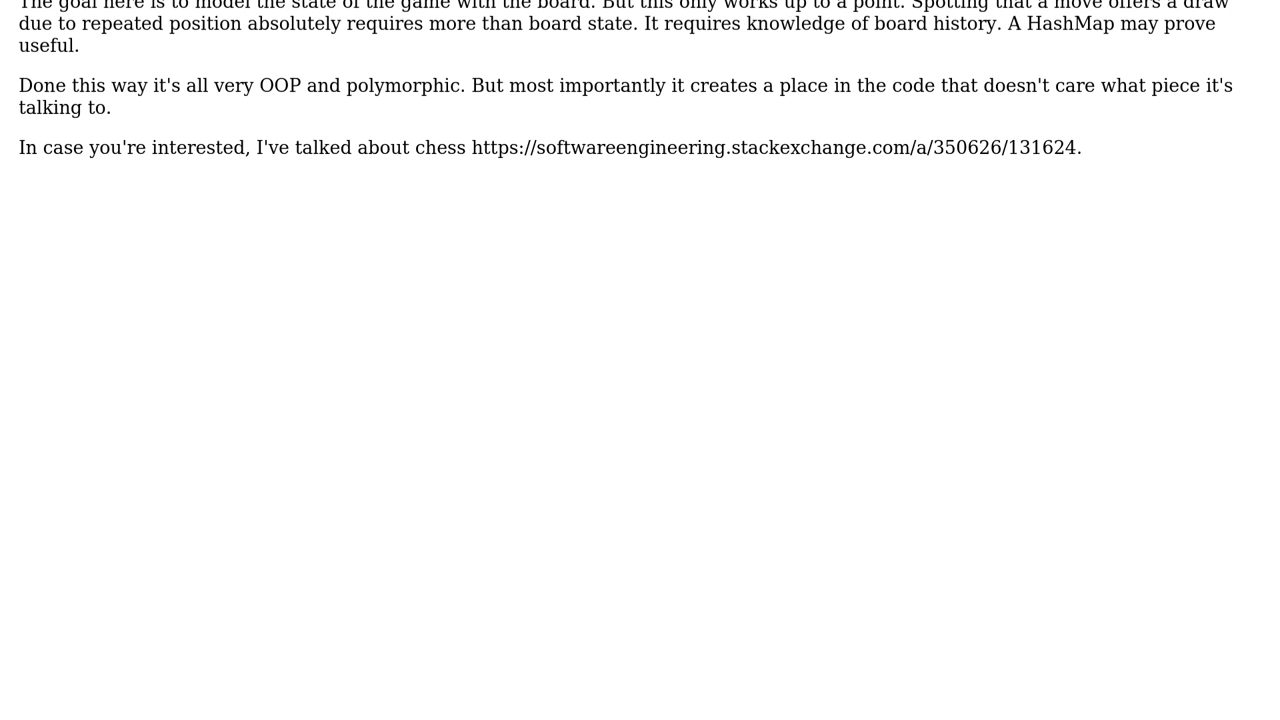 The goal here is to model the state of the game with the board. But this only works up to a point. Spotting that a move offers a draw
due to repeated position absolutely requires more than board state. It requires knowledge of board history. A HashMap may prove
useful.
Done this way it's all very OOP and polymorphic. But most importantly it creates a place in the code that doesn't care what piece it's
talking to.
In case you're interested, I've talked about chess https://softwareengineering.stackexchange.com/a/350626/131624.